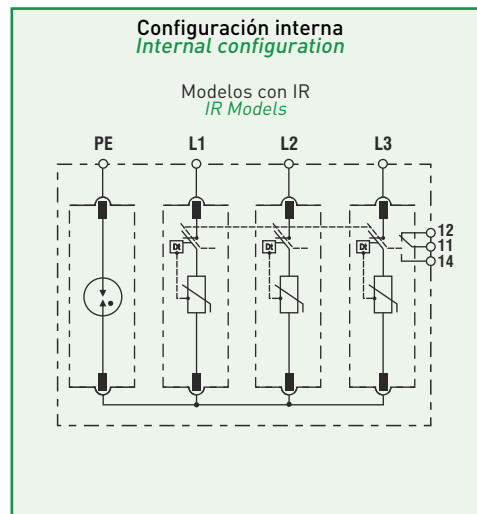 Configuración interna
Internal configuration
Modelos con IR
IR Models
PE L1 L2 L3
12
11
14
Dt Dt Dt